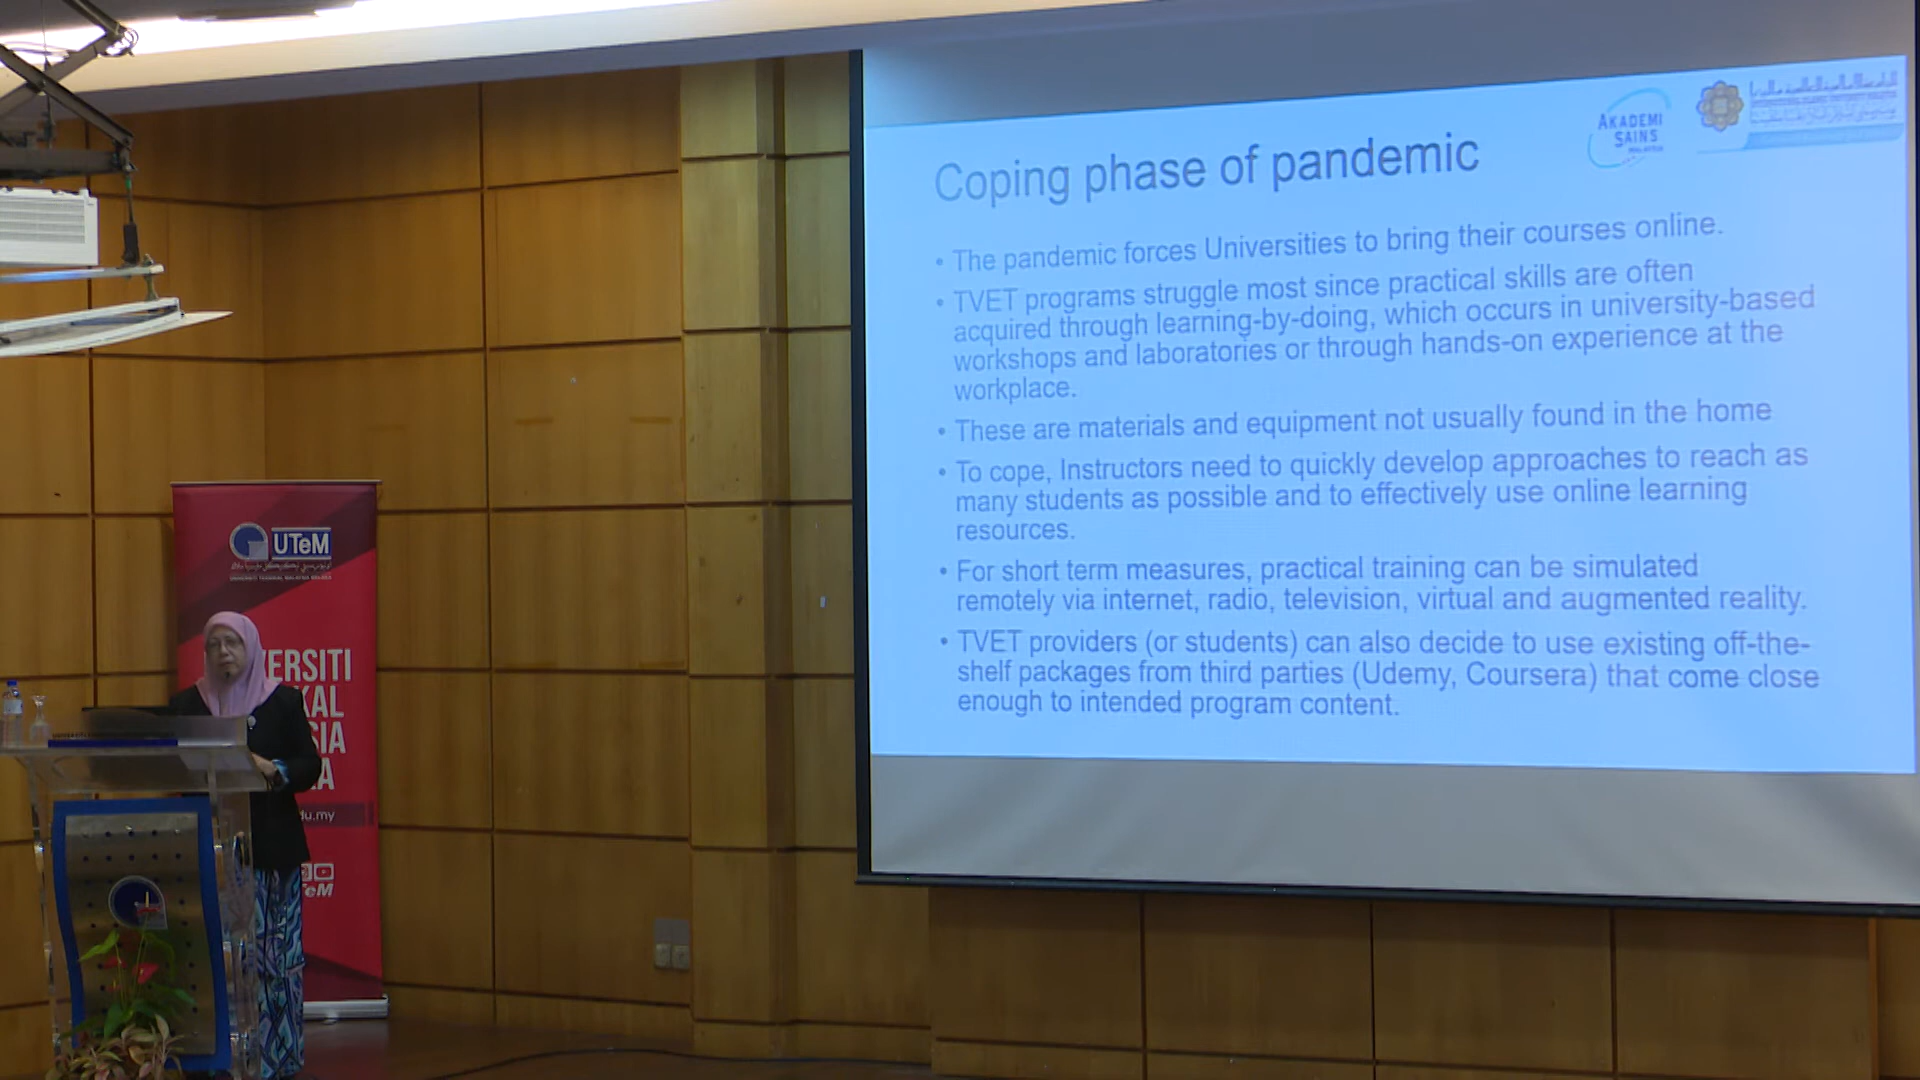 AKADEMI
SAINS
MALAYSIA
Coping phase of pandemic
• The pandemic forces Universities to bring their courses online.
• TVET programs struggle most since practical skills are often
acquired through learning-by-doing, which occurs in university-based
workshops and laboratories or through hands-on experience at the
workplace.
• These are materials and equipment not usually found in the home
• To cope, Instructors need to quickly develop approaches to reach as
many students as possible and to effectively use online learning
resources.
• For short term measures, practical training can be simulated
remotely via internet, radio, television, virtual and augmented reality.
• TVET providers (or students) can also decide to use existing off-the-
shelf packages from third parties (Udemy, Coursera) that come close
enough to intended program content.
UTeM
UNIVERSITI TEKNIKAL MALAYSIA MELAKA
ERSITI
KAL
SIA
A
du.my
eM